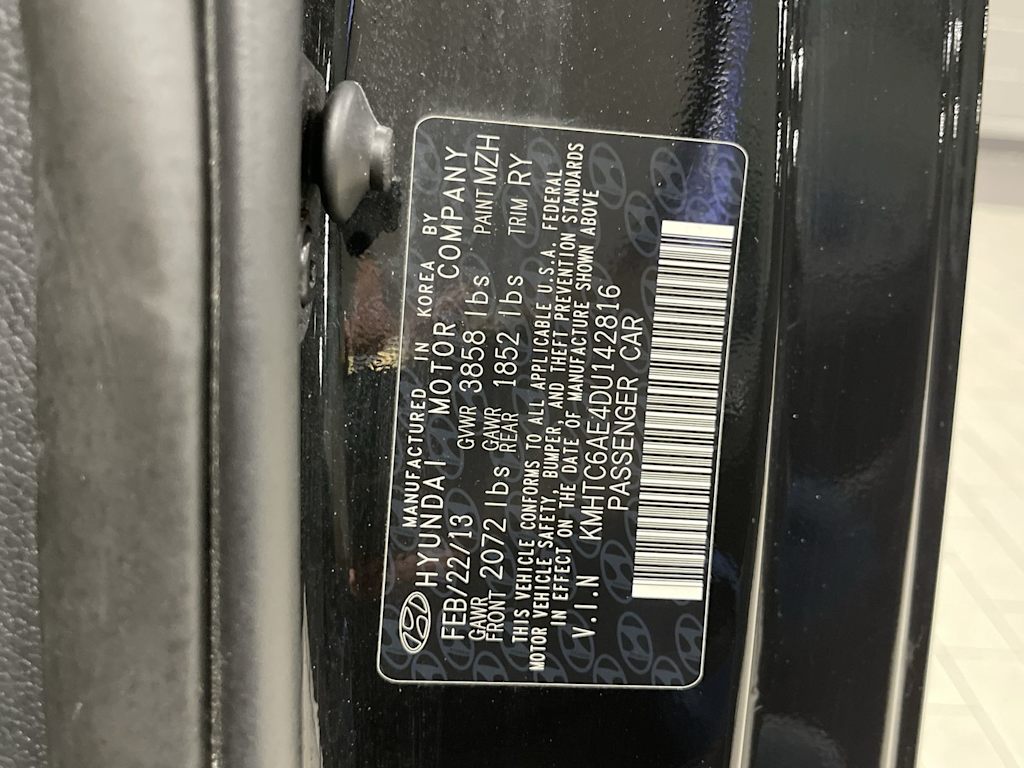 MANUFACTURED IN KOREA BY
HYUNDAI MOTOR COMPANY
FEB/22/13 GVWR 3858 lbs PAINT MZH
GAWR FRONT 2072 lbs GAWR REAR 1852 lbs TRIM RY
THIS VEHICLE CONFORMS TO ALL APPLICABLE U.S.A. FEDERAL
MOTOR VEHICLE SAFETY, BUMPER, AND THEFT PREVENTION STANDARDS
IN EFFECT ON THE DATE OF MANUFACTURE SHOWN ABOVE
V.I.N KMHTC6AE4DU142816
PASSENGER CAR